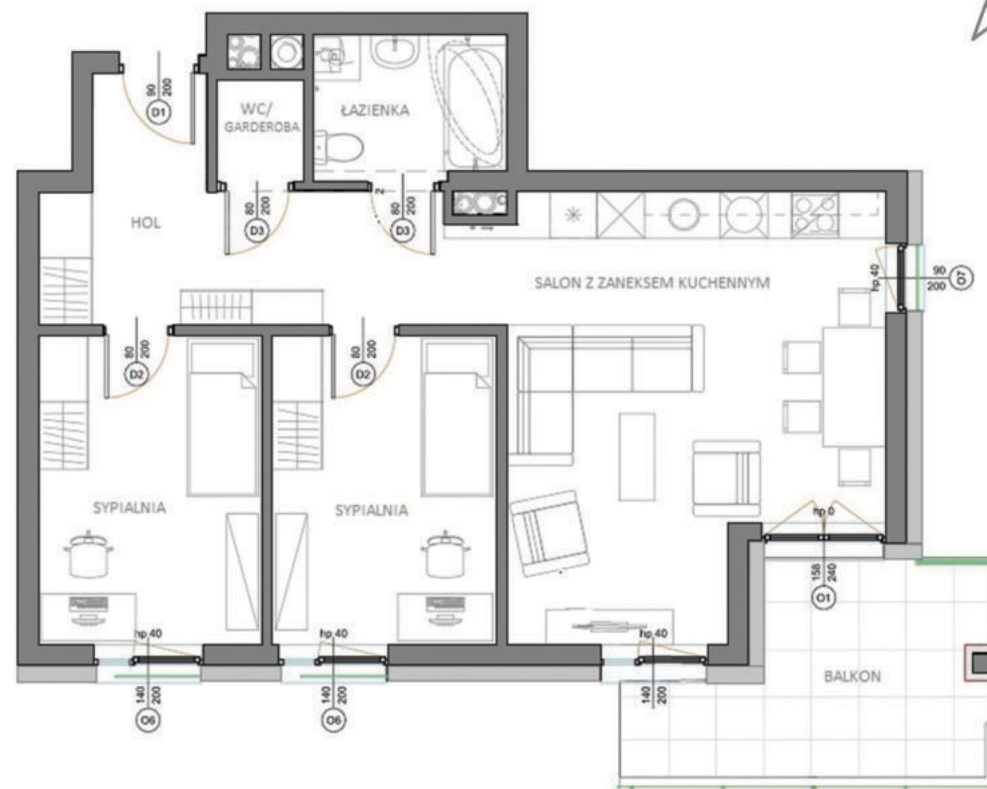 90
200
D1
WC/
GARDEROBA
ŁAZIENKA
HOL
80
200
D3
80
200
D3
2
SALON Z ZANEKSEM KUCHENNYM
hp 40
90
200
O7
80
200
D2
80
200
D2
SYPIALNIA
SYPIALNIA
hp 0
158
240
O1
hp 40
hp 40
hp 40
BALKON
140
200
O6
140
200
O6
140
200